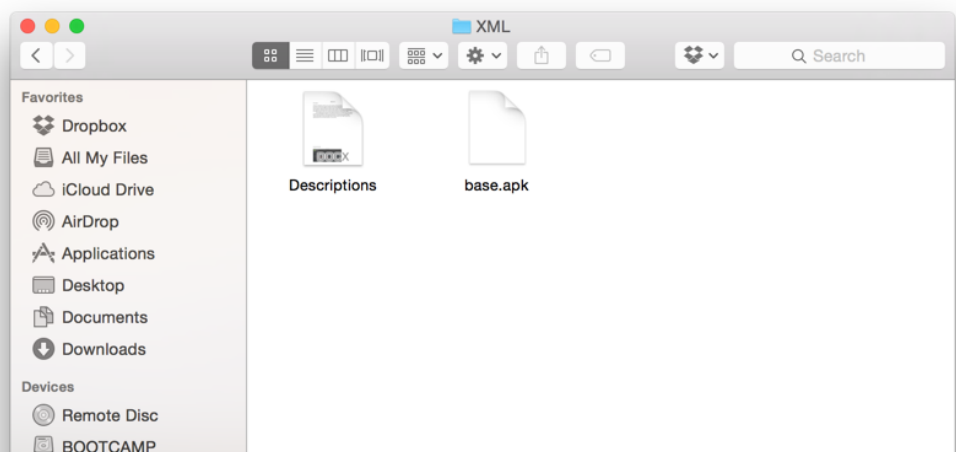 XML
Search
Favorites
Dropbox
All My Files
iCloud Drive
AirDrop
Applications
Desktop
Documents
Downloads
Devices
Remote Disc
BOOTCAMP
DOCX
Descriptions
base.apk